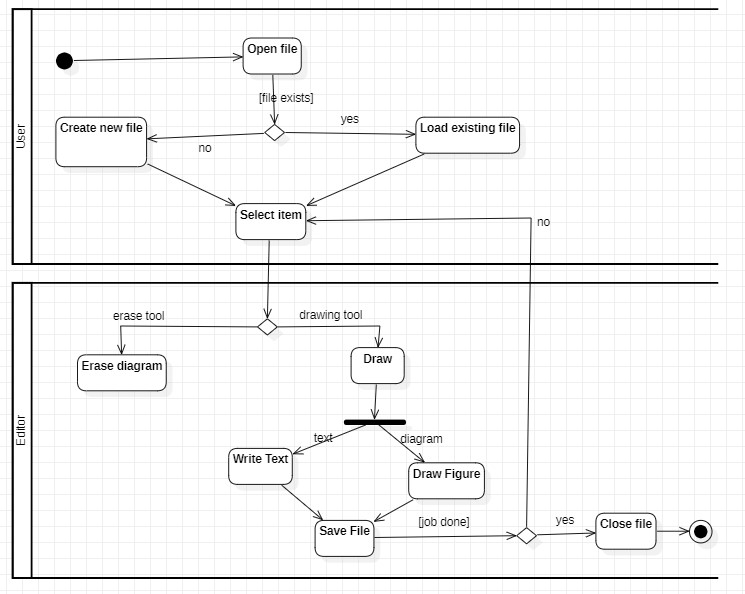 User
Open file
[file exists]
Create new file
no
yes
Load existing file
Select item
no
Editor
erase tool
drawing tool
Erase diagram
Draw
text
diagram
Write Text
Draw Figure
Save File
[job done]
yes
Close file